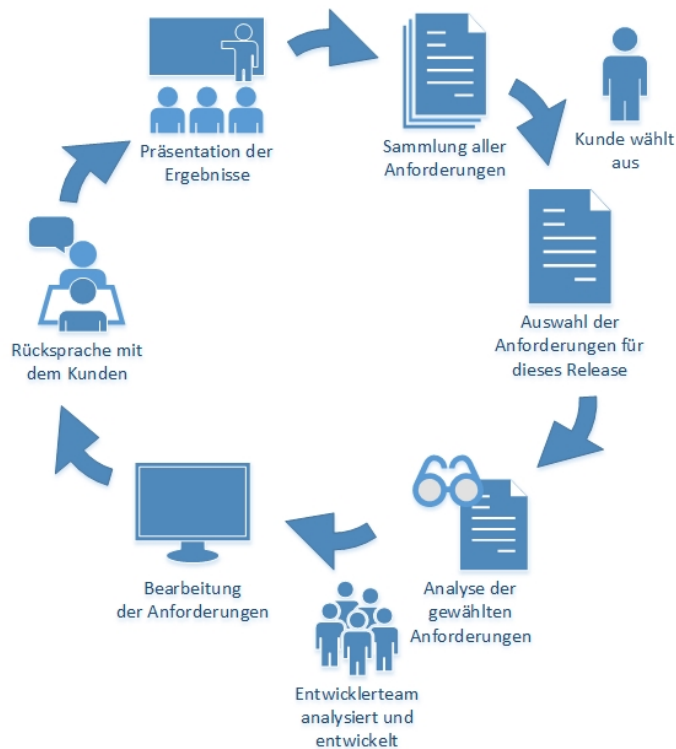 Präsentation der
Ergebnisse
Sammlung aller
Anforderungen
Kunde wählt
aus
Auswahl der
Anforderungen für
dieses Release
Analyse der
gewählten
Anforderungen
Entwicklerteam
analysiert und
entwickelt
Bearbeitung
der Anforderungen
Rücksprache mit
dem Kunden